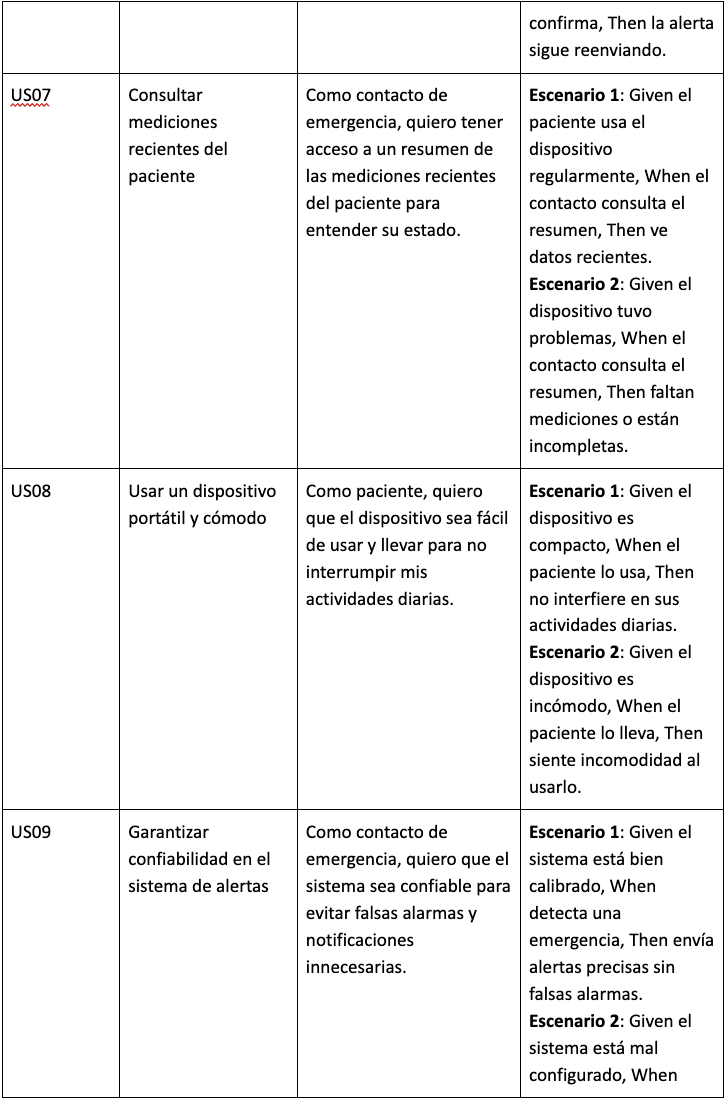 confirma, Then la alerta
sigue reenviando.
US07
Consultar
mediciones
recientes del
paciente
Como contacto de
emergencia, quiero tener
acceso a un resumen de
las mediciones recientes
del paciente para
entender su estado.
Escenario 1: Given el
paciente usa el
dispositivo
regularmente, When el
contacto consulta el
resumen, Then ve
datos recientes.
Escenario 2: Given el
dispositivo tuvo
problemas, When el
contacto consulta el
resumen, Then faltan
mediciones o están
incompletas.
US08
Usar un dispositivo
portátil y cómodo
Como paciente, quiero
que el dispositivo sea fácil
de usar y llevar para no
interrumpir mis
actividades diarias.
Escenario 1: Given el
dispositivo es
compacto, When el
paciente lo usa, Then
no interfiere en sus
actividades diarias.
Escenario 2: Given el
dispositivo es
incómodo, When el
paciente lo lleva, Then
siente incomodidad al
usarlo.
US09
Garantizar
confiabilidad en el
sistema de alertas
Como contacto de
emergencia, quiero que el
sistema sea confiable para
evitar falsas alarmas y
notificaciones
innecesarias.
Escenario 1: Given el
sistema está bien
calibrado, When
detecta una
emergencia, Then envía
alertas precisas sin
falsas alarmas.
Escenario 2: Given el
sistema está mal
configurado, When